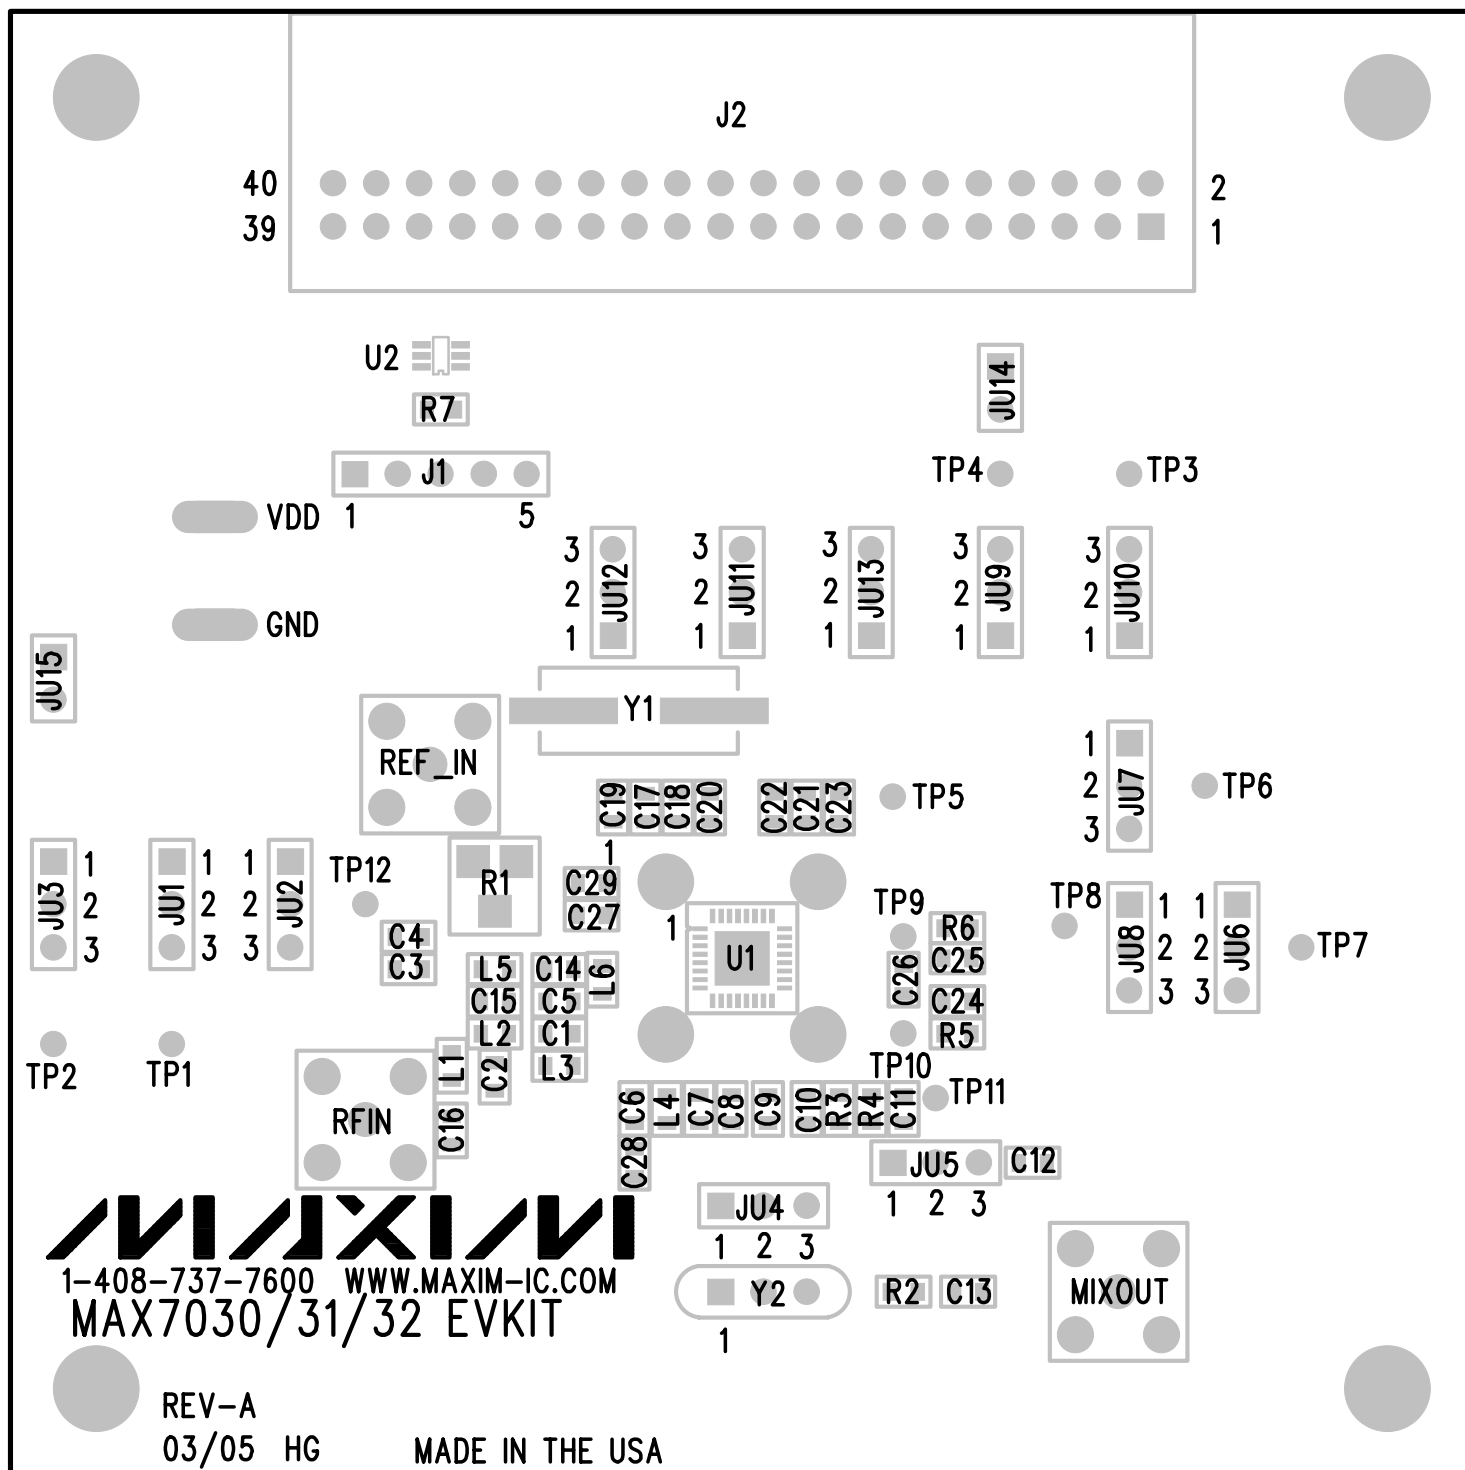 J2
40
2
39
1
U2
R7
JU14
J1
TP4
TP3
1
5
VDD
3
2
1
JU12
3
2
1
JU11
3
2
1
JU13
3
2
1
JU9
3
2
1
JU10
GND
JU15
Y1
REF_IN
1
2
3
JU7
TP6
C19
C17
C18
C20
C22
C21
C23
TP5
JU3
1
2
3
JU1
1
2
3
1
2
3
JU2
TP12
R1
1
C29
C27
1
U1
TP9
R6
C25
C26
C24
R5
TP10
TP8
JU8
1
2
3
1
2
3
JU6
TP7
C4
C3
L5
C14
L6
C15
C5
L2
C1
L1
C2
L3
TP2
TP1
RFIN
C16
C6
L4
C7
C8
C9
C10
R3
R4
C11
TP11
C28
JU5
C12
1 2 3
JU4
1 2 3
MAXIM
1-408-737-7600 WWW.MAXIM-IC.COM
MAX7030/31/32 EVKIT
Y2
1
R2
C13
MIXOUT
REV-A
03/05 HG MADE IN THE USA